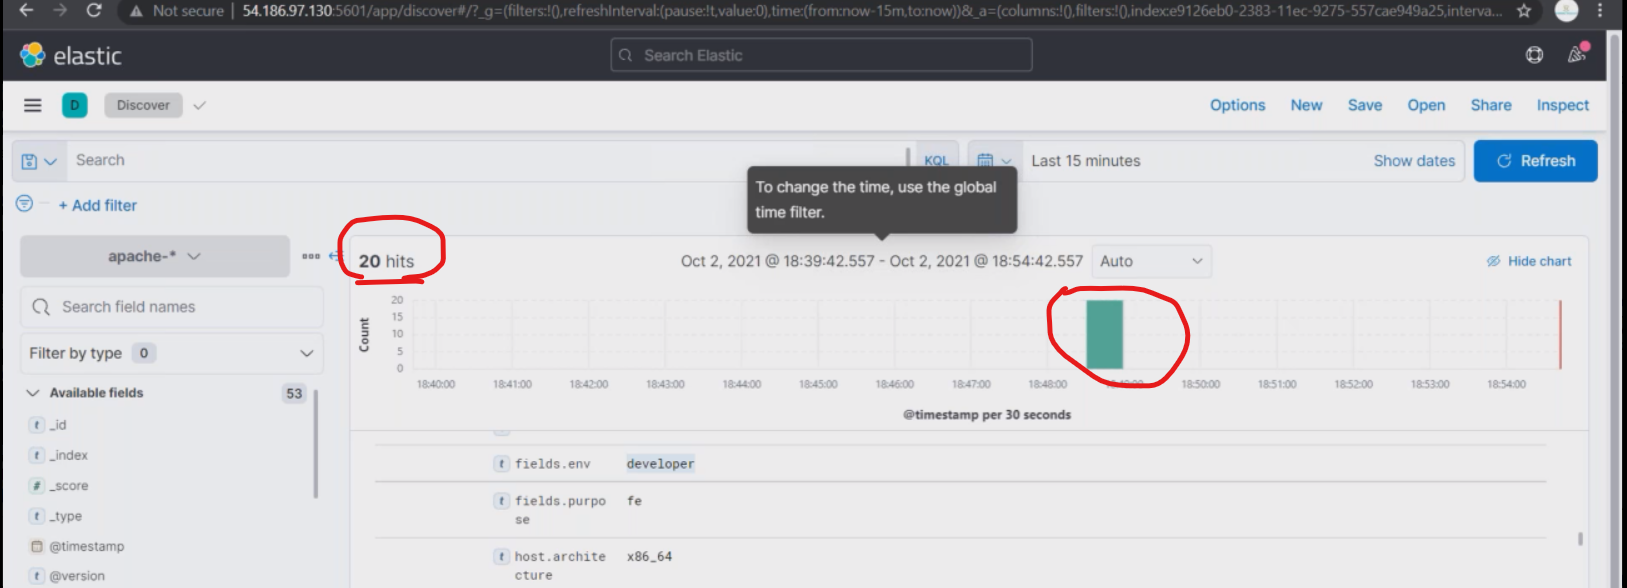 Not secure | 54.186.97.130:5601/app/discover#/?_g=(filters:!(),refreshInterval:(pause:!t,value:0),time:(from:now-15m,to:now))&_a=(columns:!(),filters:!(),index:e9126eb0-2383-11ec-9275-557cae949a25,interva...
elastic
Search Elastic
D
Discover
Options
New
Save
Open
Share
Inspect
Search
KQL
Last 15 minutes
Show dates
Refresh
To change the time, use the global
time filter.
+ Add filter
apache-*
20 hits
Oct 2, 2021 @ 18:39:42.557 - Oct 2, 2021 @ 18:54:42.557
Auto
Hide chart
Search field names
Filter by type 0
Available fields 53
t _id
t _index
# _score
t _type
@timestamp
t @version
Count
20
15
10
5
0
18:40:00 18:41:00 18:42:00 18:43:00 18:44:00 18:45:00 18:46:00 18:47:00 18:48:00 18:49:00 18:50:00 18:51:00 18:52:00 18:53:00 18:54:00
@timestamp per 30 seconds
t fields.env developer
t fields.purpo fe
se
t host.archite x86_64
cture